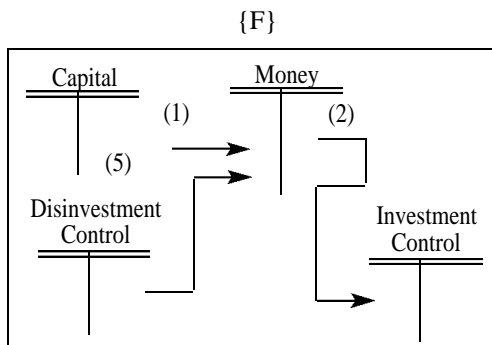 {F}
Capital
Money
(1)
(2)
(5)
Disinvestment
Control
Investment
Control